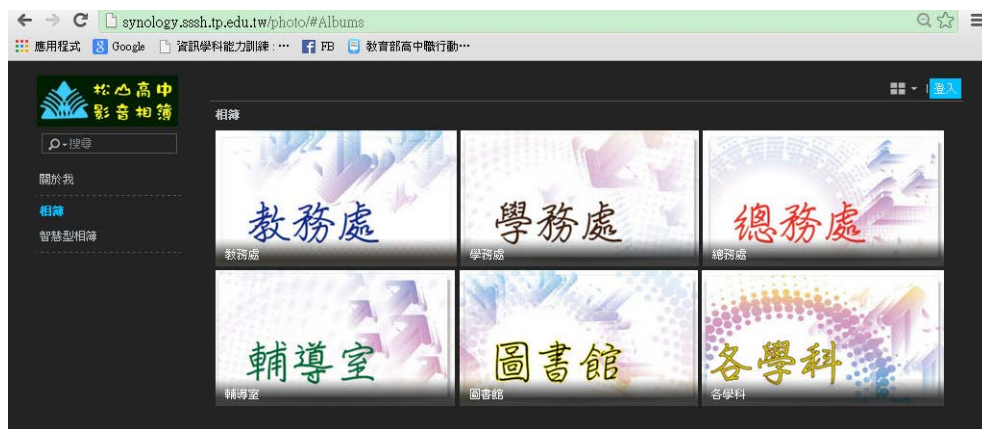 synology.sssh.tp.edu.tw/photo/#Albums
應用程式 Google 資訊學科能力訓練:… FB 教育部高中職行動…
松山高中
影音相簿
登入
相簿
搜尋
關於我
相簿
智慧型相簿
教務處
教務處
學務處
學務處
總務處
總務處
輔導室
輔導室
圖書館
圖書館
各學科
各學科